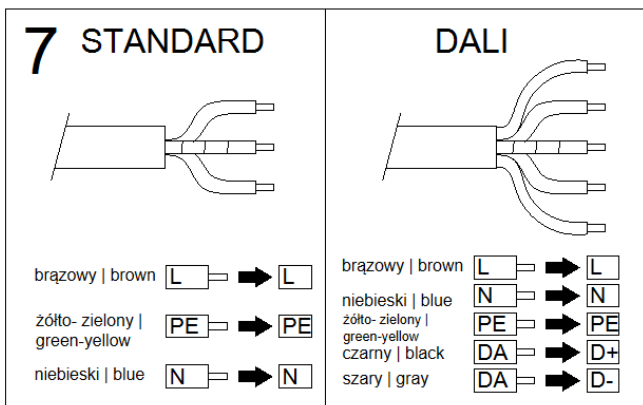 7 STANDARD
brązowy | brown L L
żółto- zielony |
green-yellow PE PE
niebieski | blue N N
DALI
brązowy | brown L L
niebieski | blue N N
żółto- zielony |
green-yellow PE PE
czarny | black DA D+
szary | gray DA D-